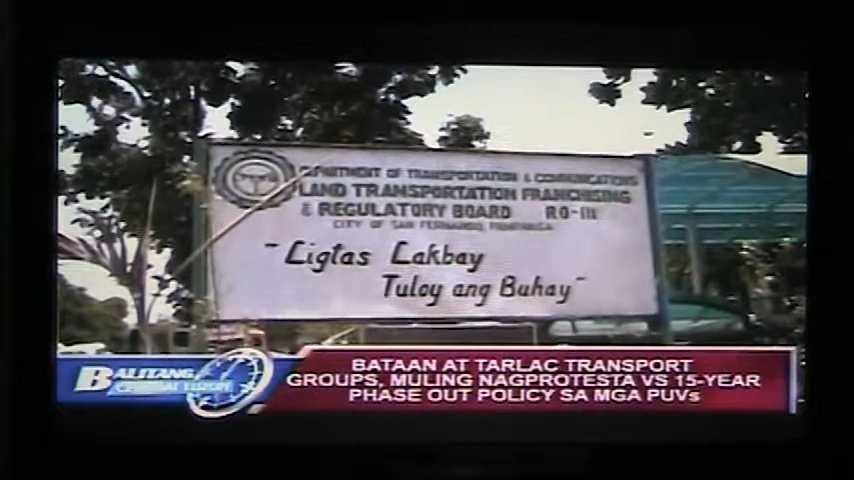 DEPARTMENT OF TRANSPORTATION & COMMUNICATIONS
LAND TRANSPORTATION FRANCHISING
& REGULATORY BOARD RO-III
CITY OF SAN FERNANDO, PAMPANGA
"Ligtas Lakbay
Tuloy ang Buhay"
BALITANG
BATAAN AT TARLAC TRANSPORT
GROUPS, MULING NAGPROTESTA VS 15-YEAR
PHASE OUT POLICY SA MGA PUVs